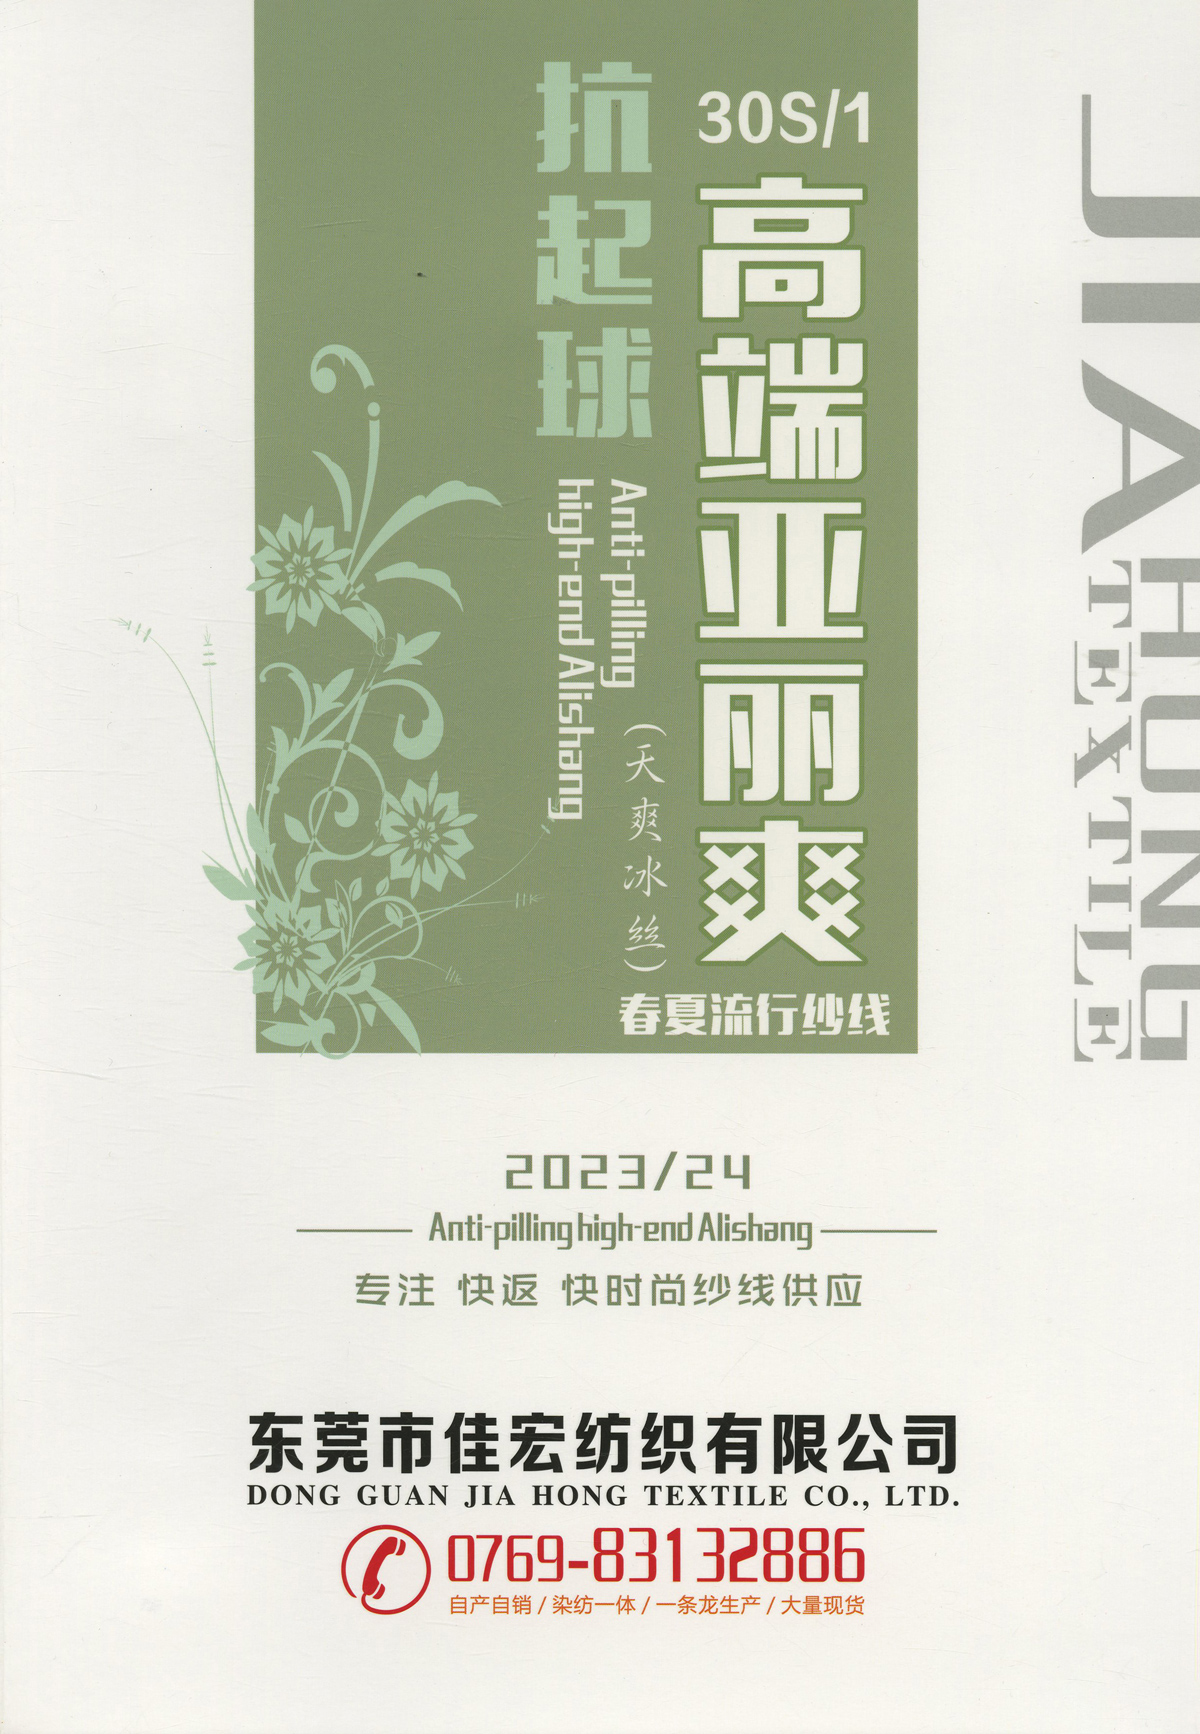 30S/1
高端亚丽爽
抗起球
Anti-pilling
high-end Alishang
（天爽冰丝）
春夏流行纱线
JIA HONG
TEXTILE
2023/24
Anti-pilling high-end Alishang
专注 快返 快时尚纱线供应
东莞市佳宏纺织有限公司
DONG GUAN JIA HONG TEXTILE CO., LTD.
0769-83132886
自产自销 / 染纺一体 / 一条龙生产 / 大量现货